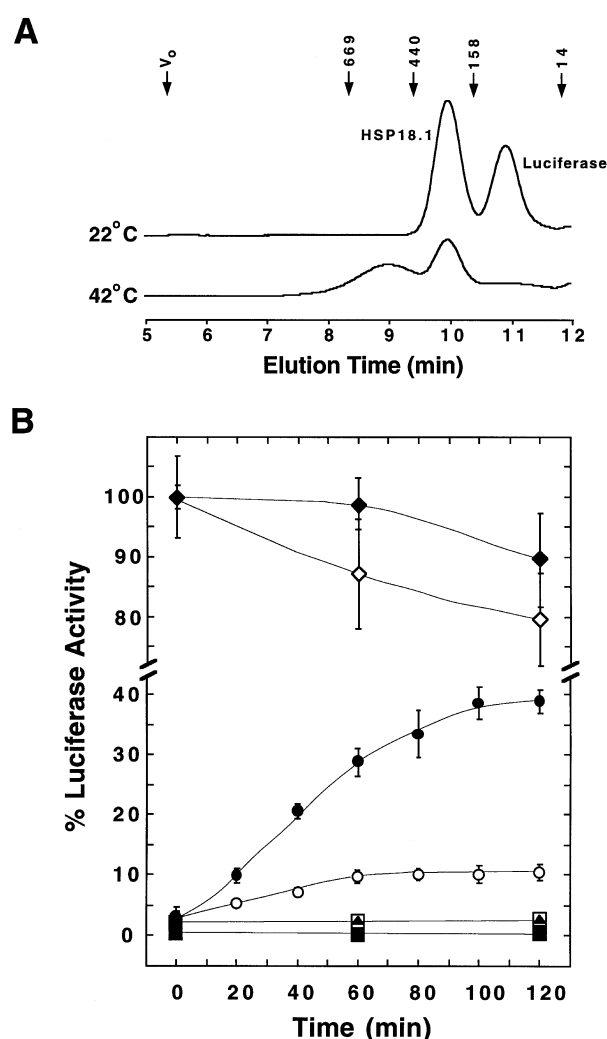 A
Vo
669
440
158
14
HSP18.1
Luciferase
22°C
42°C
5 6 7 8 9 10 11 12
Elution Time (min)
B
100
90
80
40
30
20
10
0
% Luciferase Activity
0 20 40 60 80 100 120
Time (min)